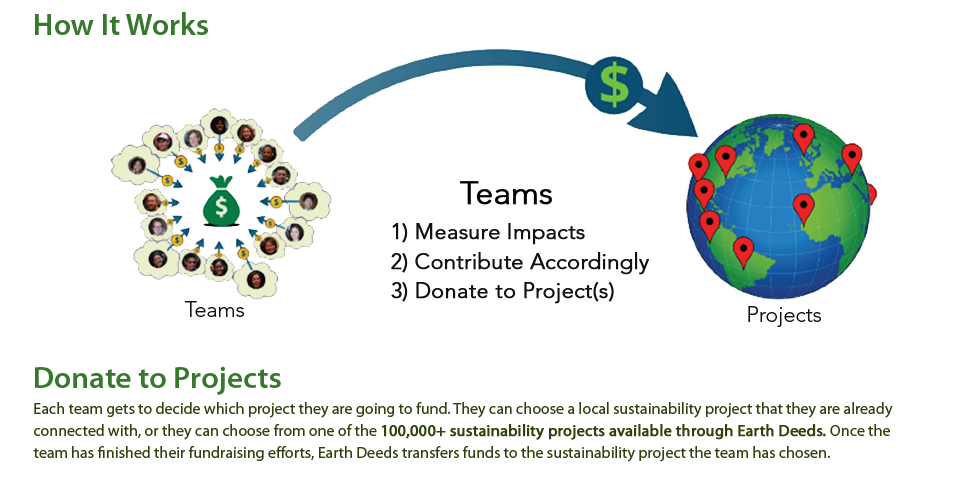 How It Works
$
$
Teams
1) Measure Impacts
2) Contribute Accordingly
3) Donate to Project(s)
Teams
Projects
Donate to Projects
Each team gets to decide which project they are going to fund. They can choose a local sustainability project that they are already
connected with, or they can choose from one of the 100,000+ sustainability projects available through Earth Deeds. Once the
team has finished their fundraising efforts, Earth Deeds transfers funds to the sustainability project the team has chosen.